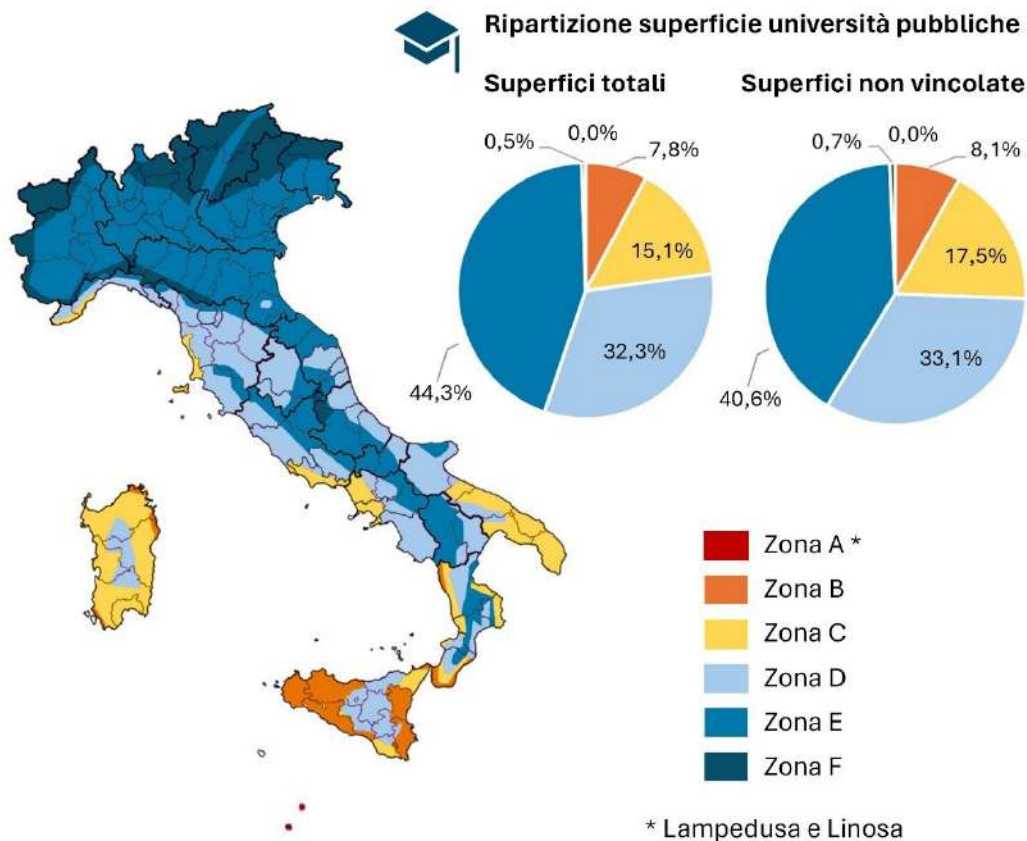 Ripartizione superficie università pubbliche
Superfici totali
Superfici non vincolate
0,5%
0,0%
7,8%
15,1%
32,3%
44,3%
0,7%
0,0%
8,1%
17,5%
33,1%
40,6%
Zona A *
Zona B
Zona C
Zona D
Zona E
Zona F
* Lampedusa e Linosa